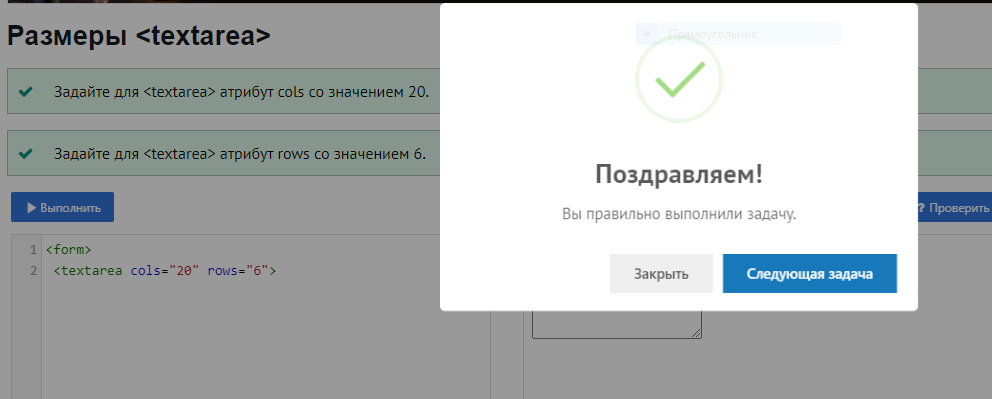 Размеры <textarea>
Задайте для <textarea> атрибут cols со значением 20.
Задайте для <textarea> атрибут rows со значением 6.
Выполнить
? Проверить
1 <form>
2 <textarea cols="20" rows="6">
Прямоугольник
Поздравляем!
Вы правильно выполнили задачу.
Закрыть
Следующая задача